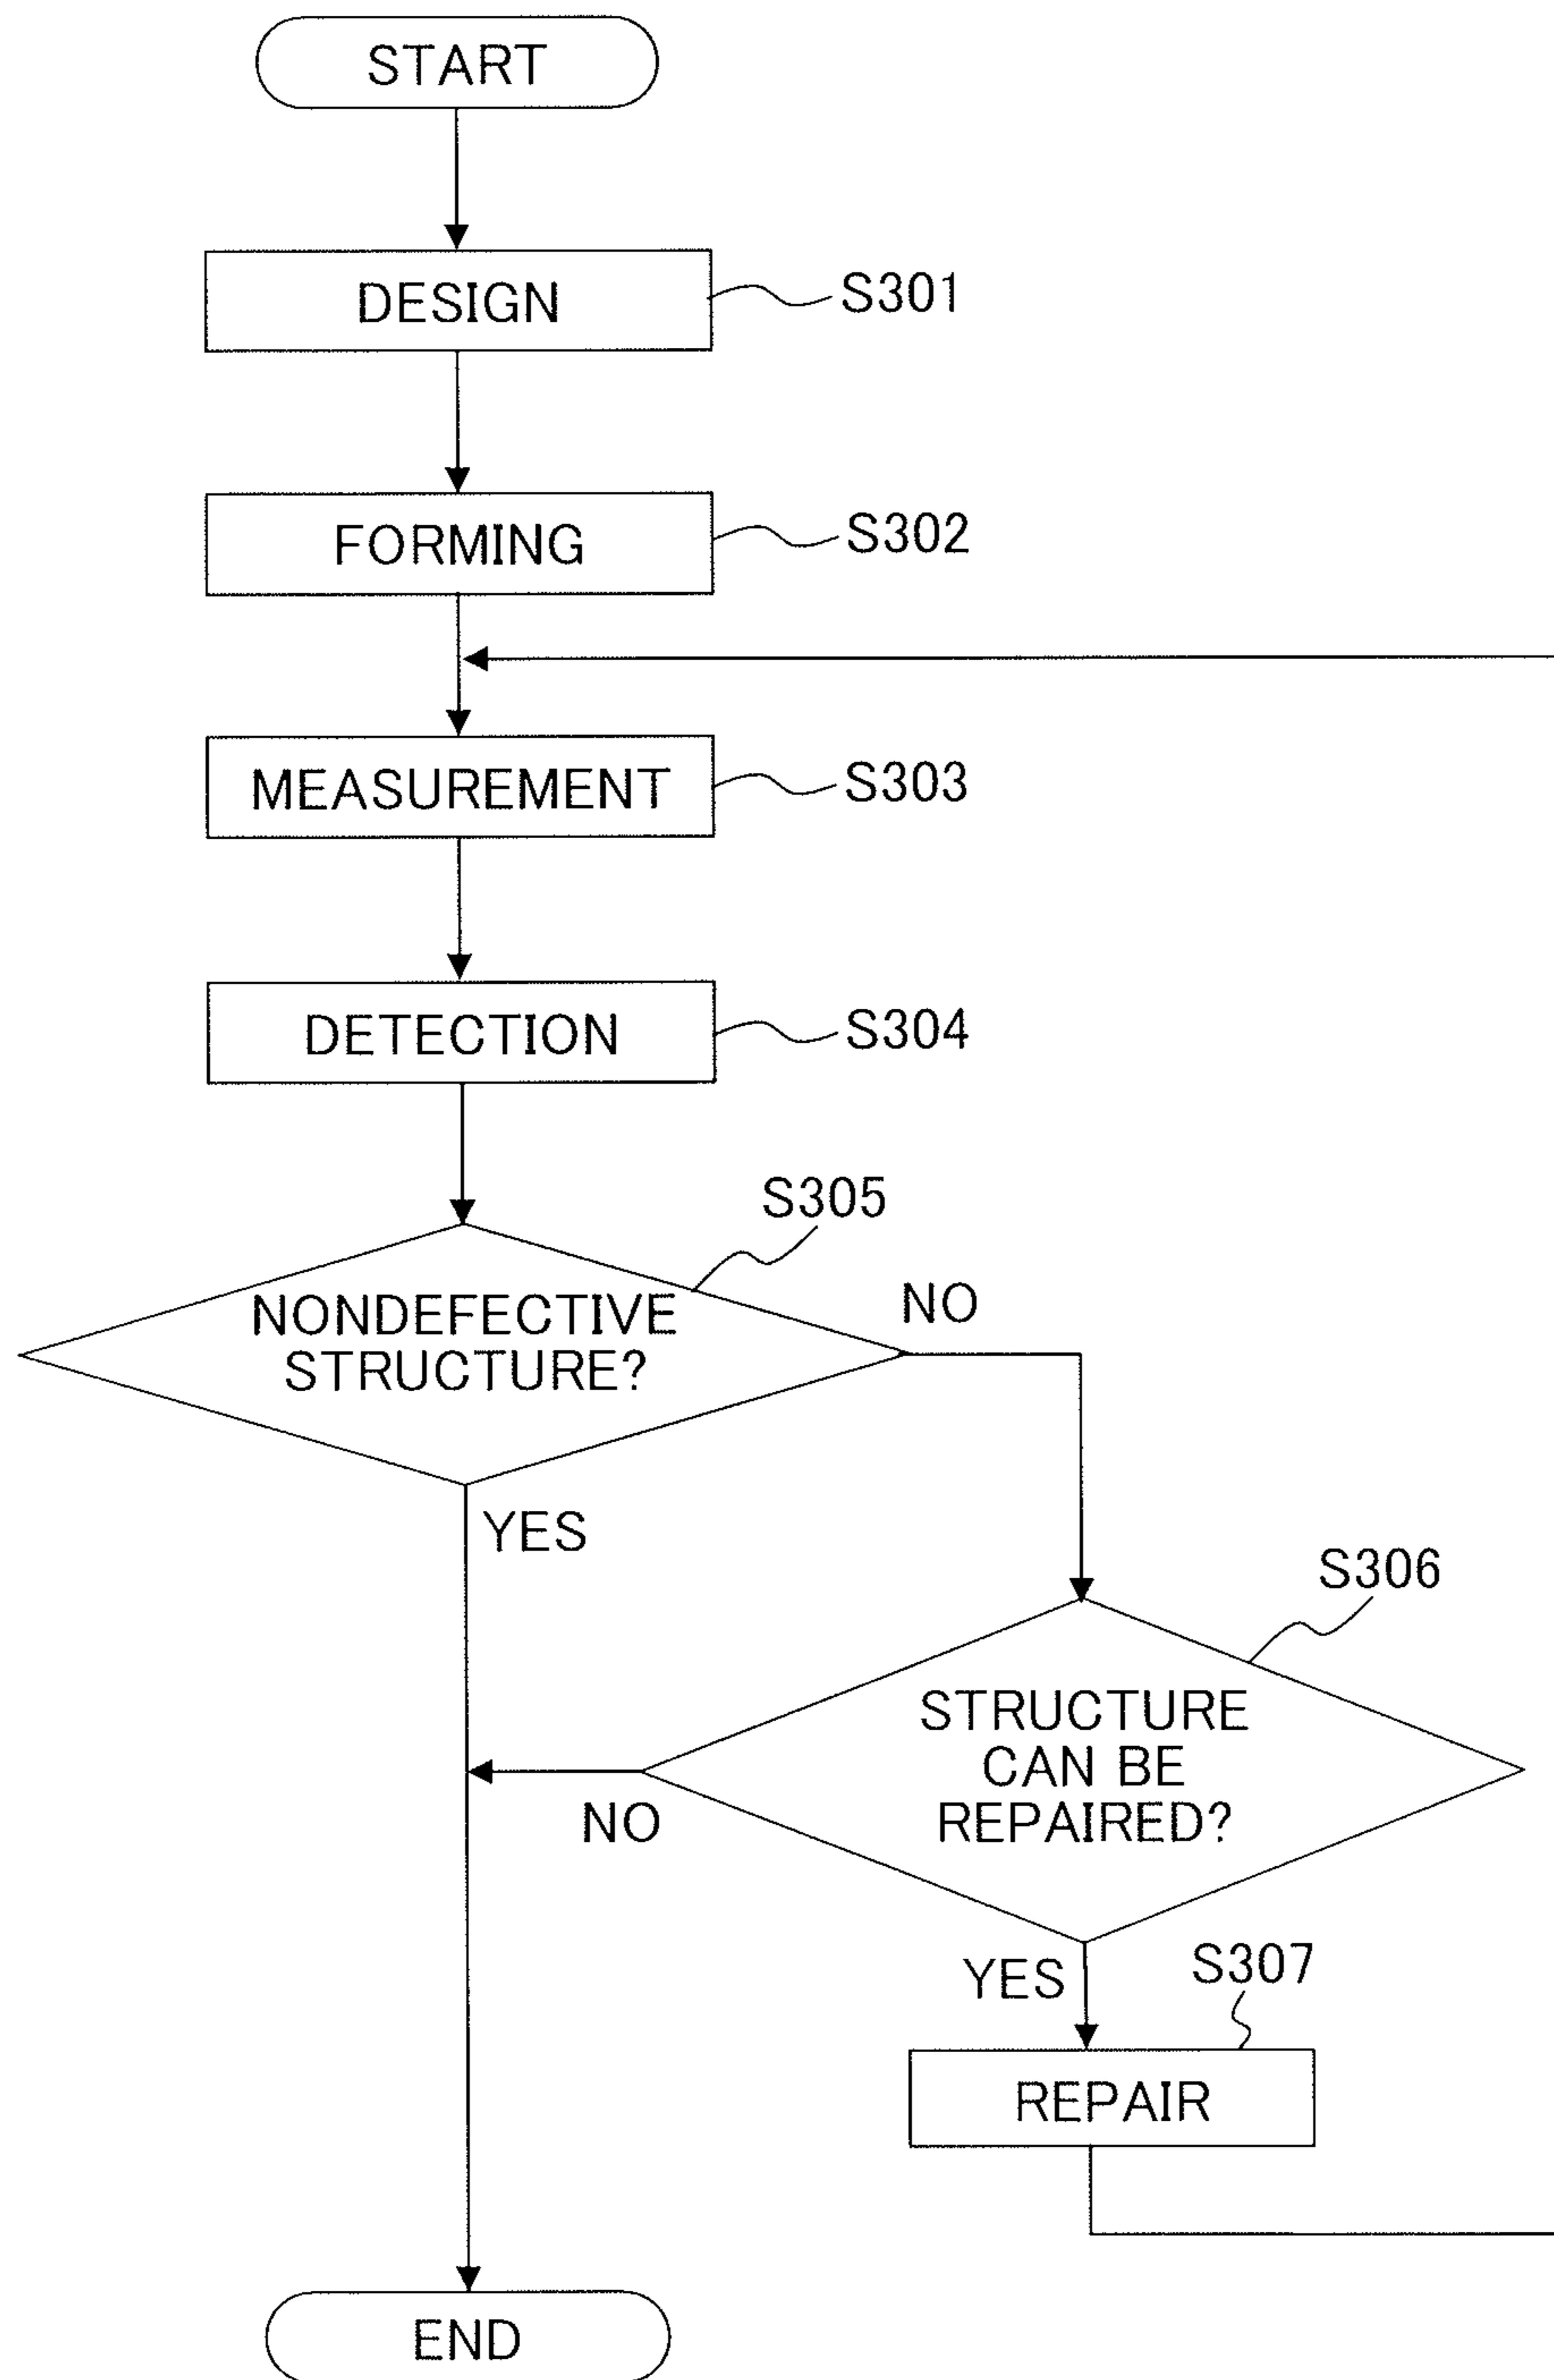 START
DESIGN
S301
FORMING
S302
MEASUREMENT
S303
DETECTION
S304
S305
NONDEFECTIVE
STRUCTURE?
NO
YES
S306
STRUCTURE
CAN BE
REPAIRED?
NO
YES
S307
REPAIR
END